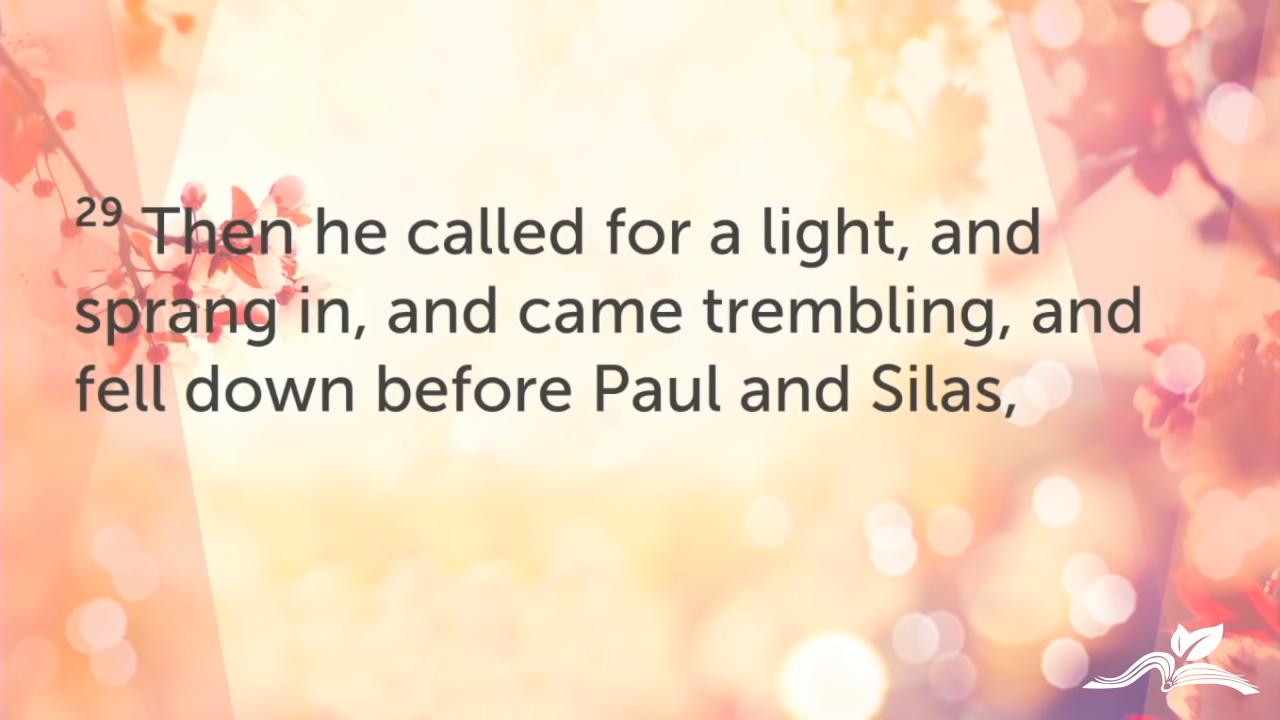 29 Then he called for a light, and
sprang in, and came trembling, and
fell down before Paul and Silas,